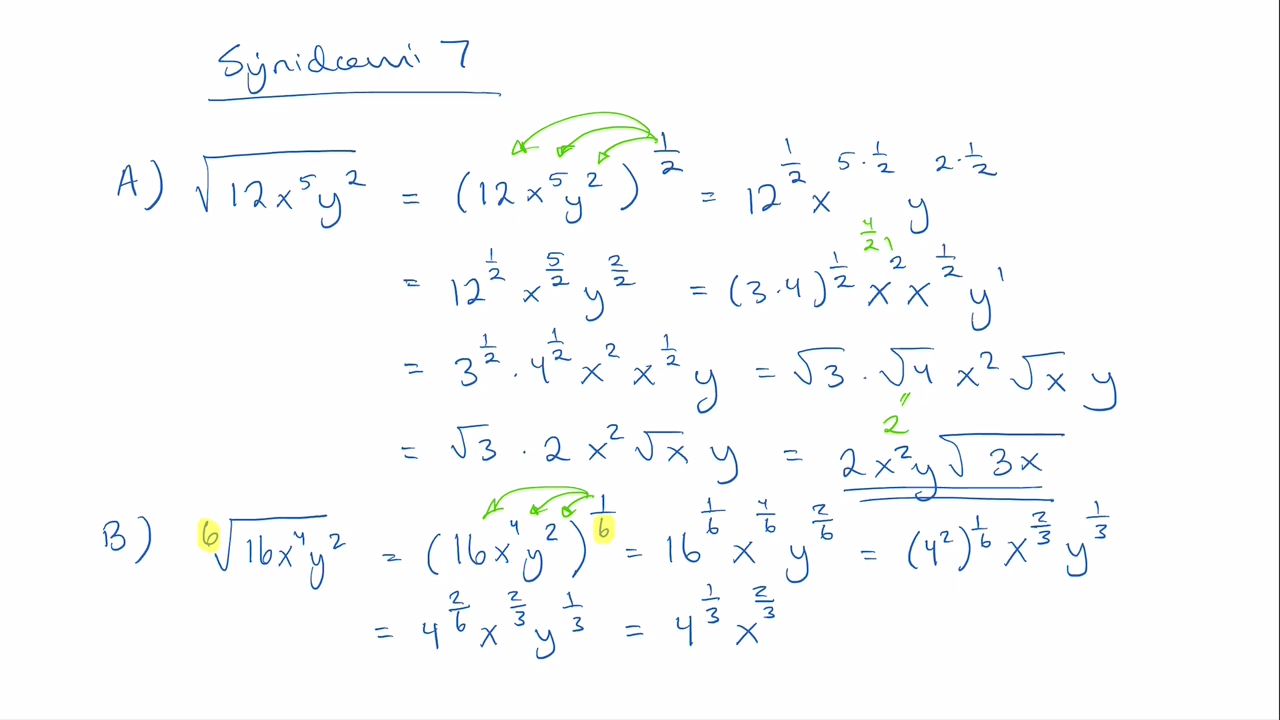 Sýnidæmi 7
A) √(12x⁵y²) = (12x⁵y²)^(1/2) = 12^(1/2) x^(5·1/2) y^(2·1/2)
= 12^(1/2) x^(5/2) y^(2/2) = (3·4)^(1/2) x² x^(1/2) y¹
4/2
= 3^(1/2) · 4^(1/2) x² x^(1/2) y = √3 · √4 x² √x y
" 2
= √3 · 2 x² √x y = 2x²y√(3x)
B) ⁶√(16x⁴y²) = (16x⁴y²)^(1/6) = 16^(1/6) x^(4/6) y^(2/6) = (4²)^(1/6) x^(2/3) y^(1/3)
= 4^(2/6) x^(2/3) y^(1/3) = 4^(1/3) x^(2/3)